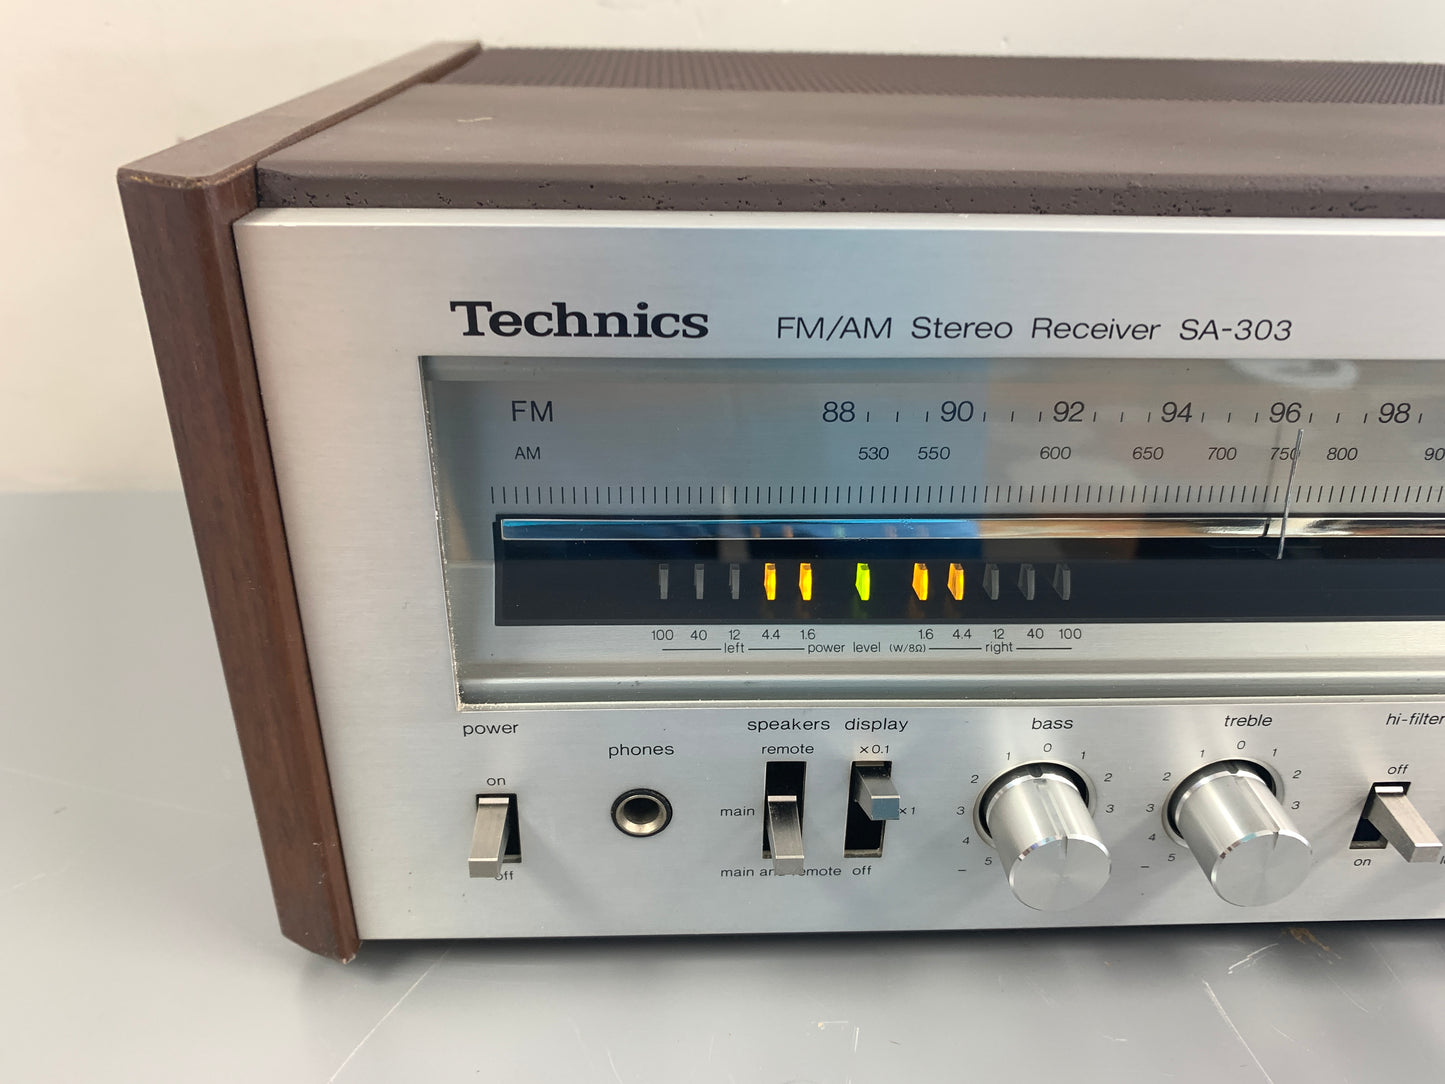 Technics FM/AM Stereo Receiver SA-303
FM 88 90 92 94 96 98
AM 530 550 600 650 700 750 800 90
100 40 12 4.4 1.6 1.6 4.4 12 40 100
left power level (W/8Ω) right
power phones speakers display bass treble hi-filter
on off
remote main main and remote
×0.1 ×1 off
2 1 0 1 2 3 3 4 5 –
2 1 0 1 2 3 3 4 5 –
off on